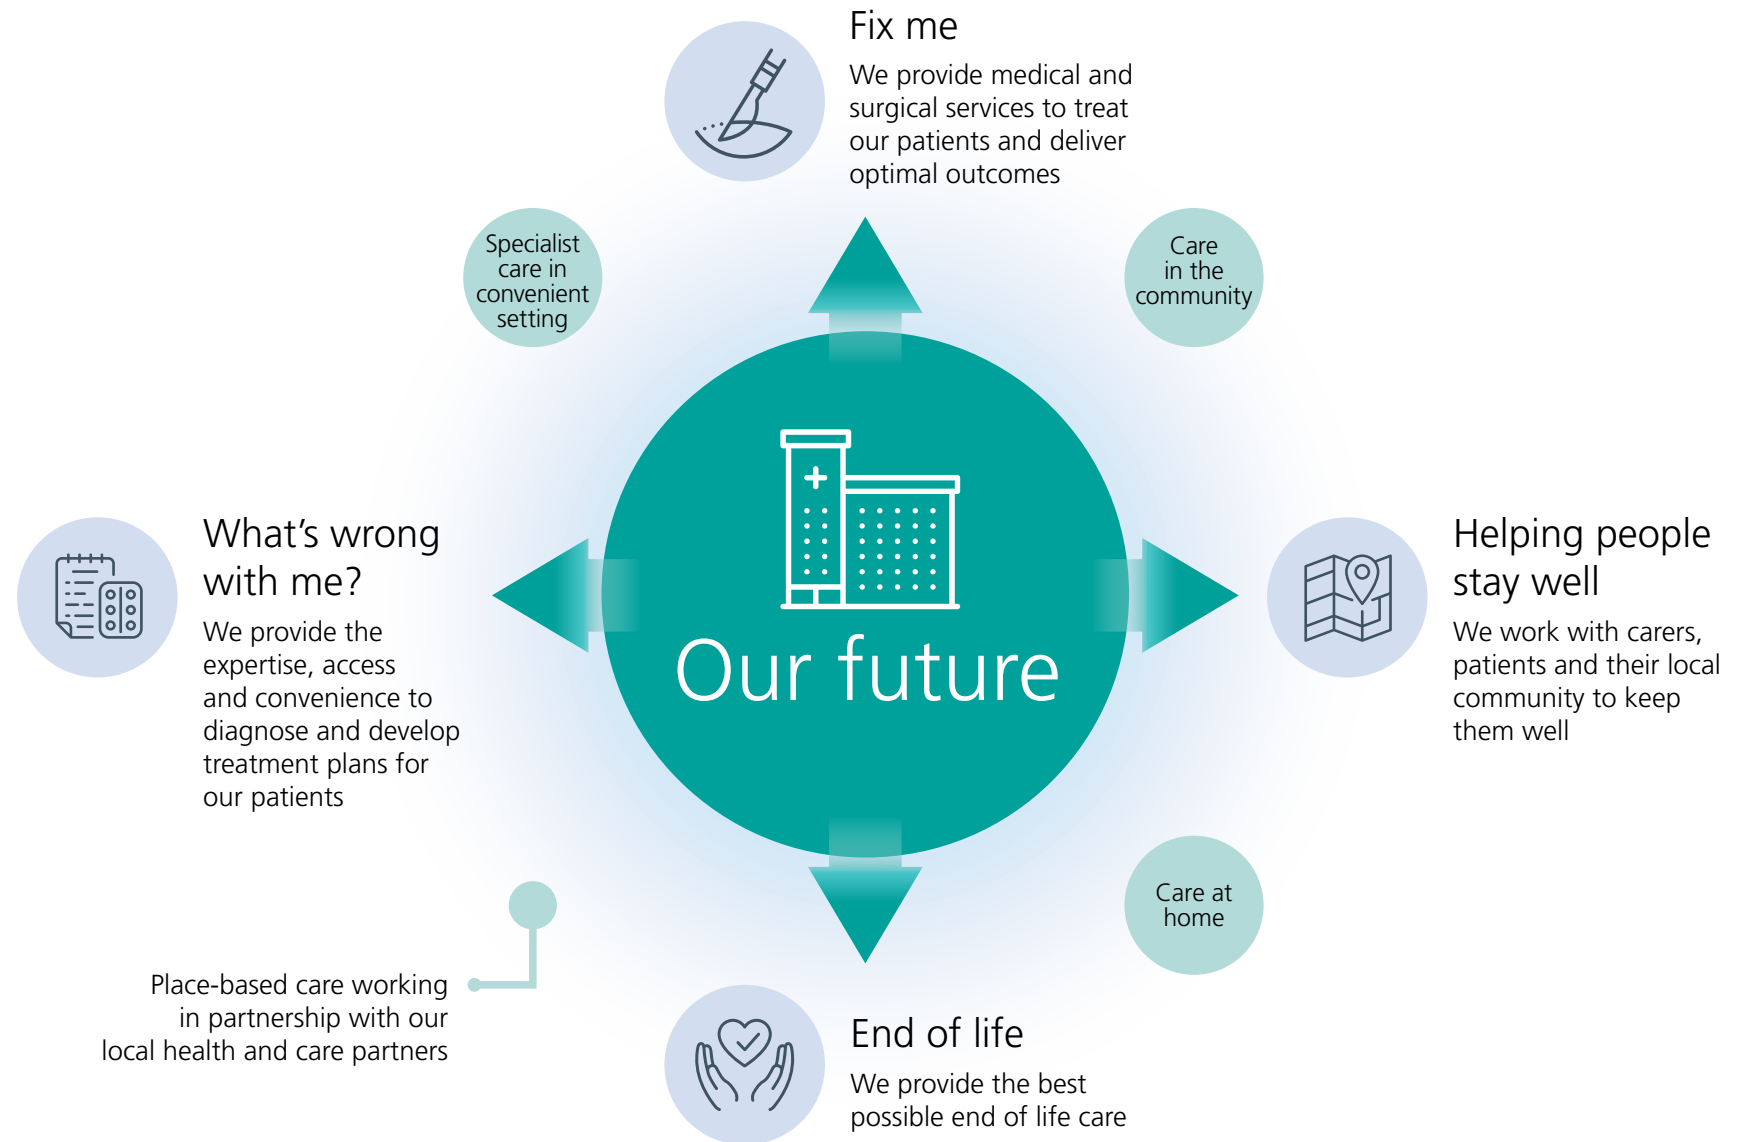 Fix me
We provide medical and
surgical services to treat
our patients and deliver
optimal outcomes
Specialist
care in
convenient
setting
Care
in the
community
What’s wrong
with me?
We provide the
expertise, access
and convenience to
diagnose and develop
treatment plans for
our patients
Our future
Helping people
stay well
We work with carers,
patients and their local
community to keep
them well
Care at
home
Place-based care working
in partnership with our
local health and care partners
End of life
We provide the best
possible end of life care